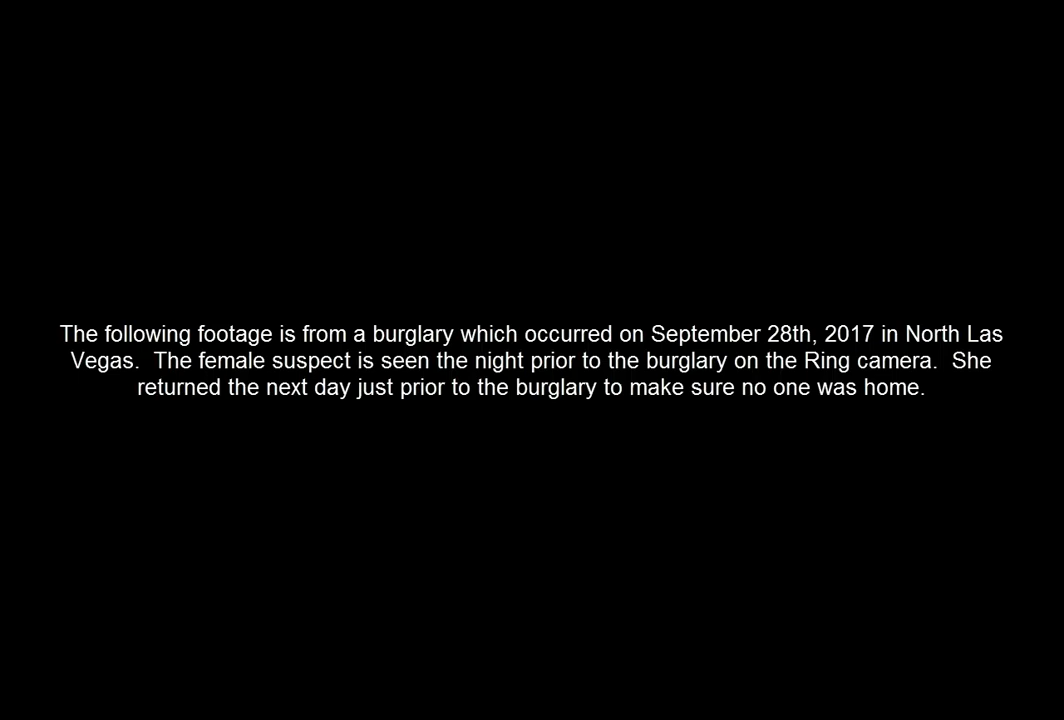 The following footage is from a burglary which occurred on September 28th, 2017 in North Las
Vegas.  The female suspect is seen the night prior to the burglary on the Ring camera.  She
returned the next day just prior to the burglary to make sure no one was home.